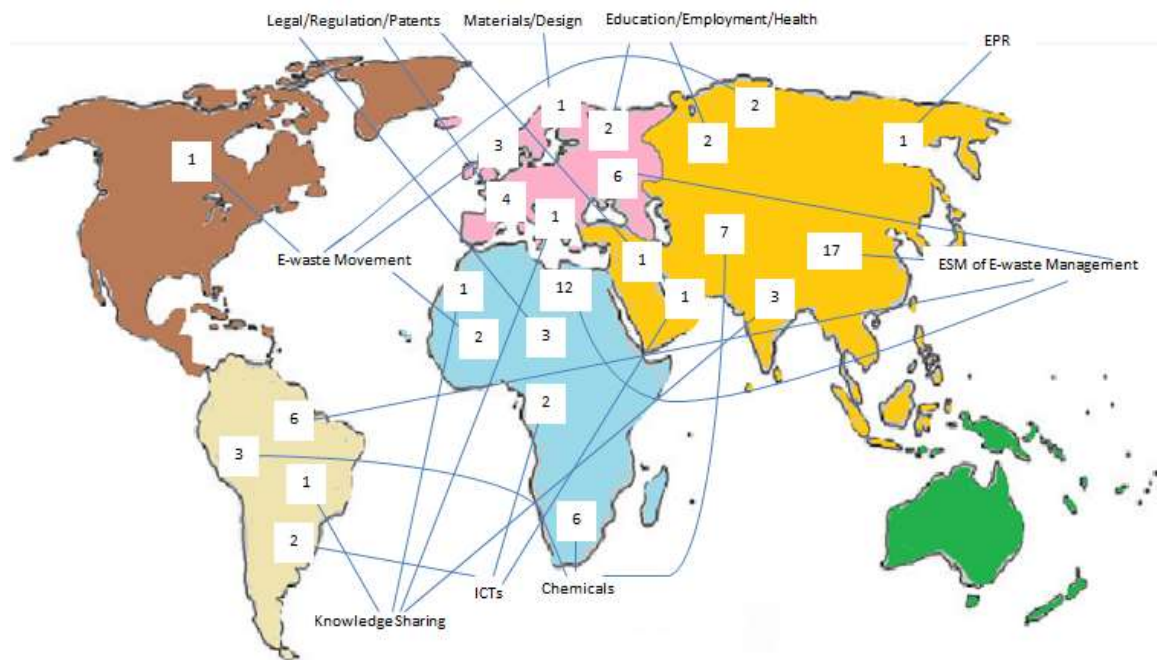 Legal/Regulation/Patents Materials/Design Education/Employment/Health
EPR
1
2
1 2 2 1
3
6
4
1 7 17
E-waste Movement 1 ESM of E-waste Management
1 12 1 3
2 3
2
6
3
1
6
2
Chemicals
ICTs
Knowledge Sharing